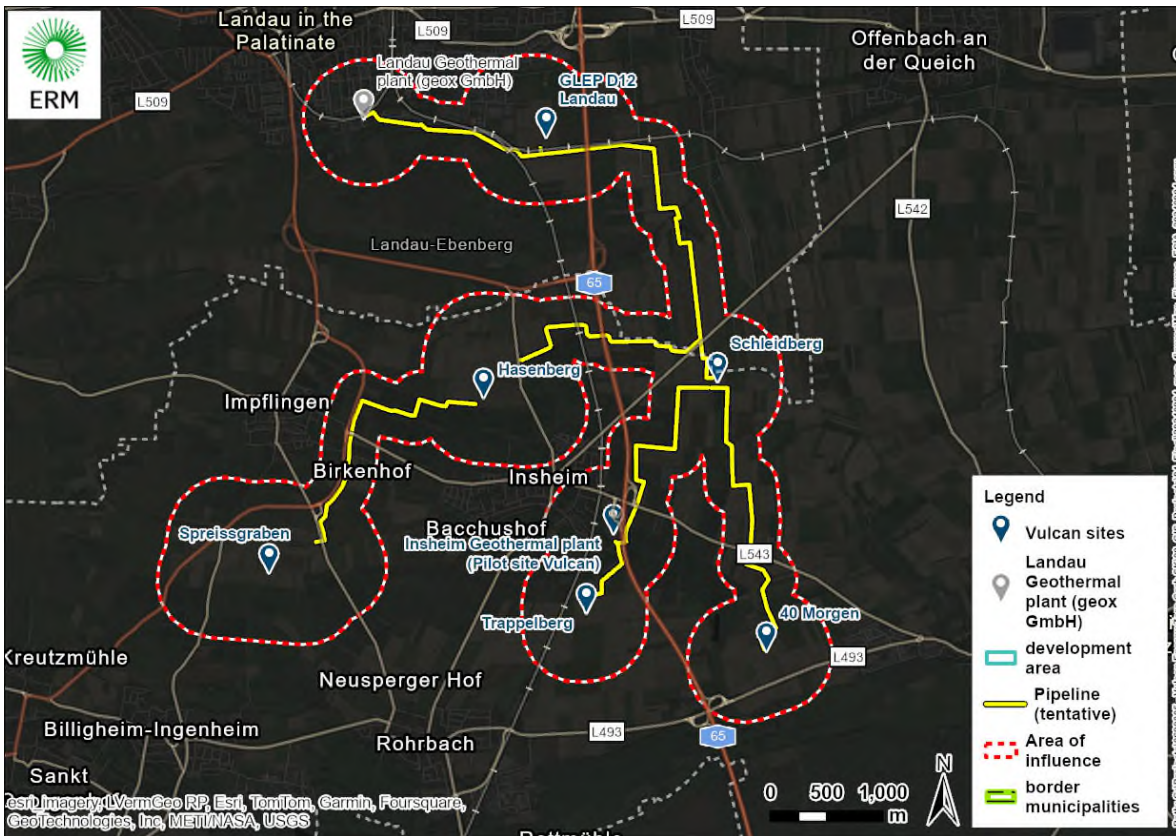 Landau in the
Palatinate
L509
L509
Offenbach an
der Queich
ERM
L509
Landau Geothermal
plant (geox GmbH)
GLEP D12
Landau
L542
Landau-Ebenberg
65
Schleidberg
Hasenberg
Impflingen
Birkenhof
Insheim
Spreissgraben
Bacchushof
Insheim Geothermal plant
(Pilot site Vulcan)
L543
Trappelberg
40 Morgen
Kreutzmühle
L493
Neusperger Hof
Billigheim-Ingenheim
Rohrbach
L493
65
Sankt
esri_imagery, LVermGeo RP, Esri, TomTom, Garmin, Foursquare,
GeoTechnologies, Inc, METI/NASA, USGS
N
0 500 1,000
m
Legend
Vulcan sites
Landau
Geothermal
plant (geox
GmbH)
development
area
Pipeline
(tentative)
Area of
influence
border
municipalities